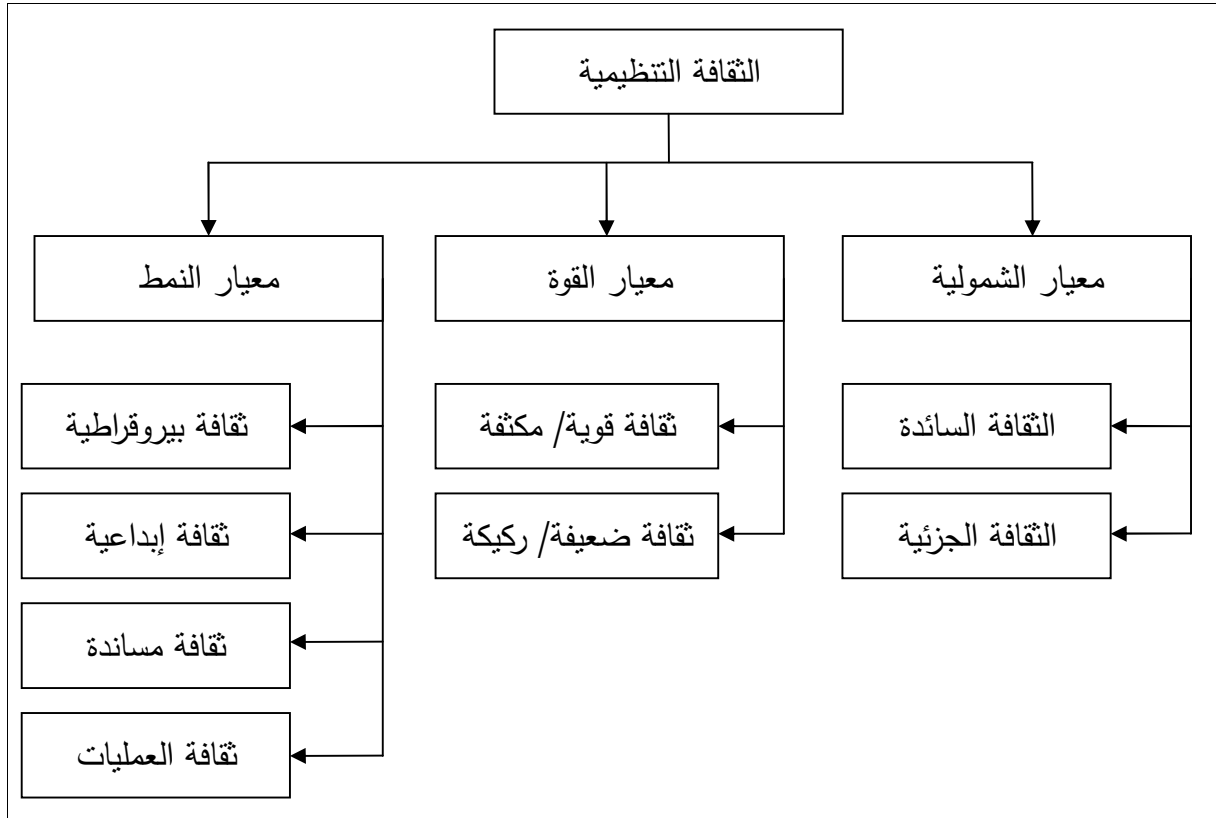 الثقافة التنظيمية
معيار الشمولية
معيار القوة
معيار النمط
الثقافة السائدة
ثقافة قوية/ مكثفة
ثقافة بيروقراطية
الثقافة الجزئية
ثقافة ضعيفة/ ركيكة
ثقافة إبداعية
ثقافة مساندة
ثقافة العمليات